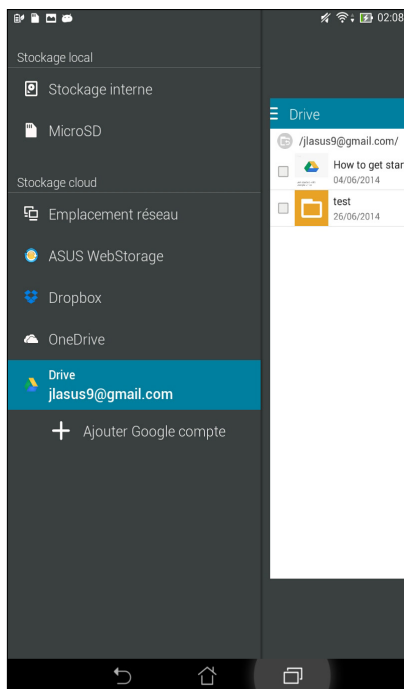 02:08
Stockage local
Stockage interne
MicroSD
Stockage cloud
Emplacement réseau
ASUS WebStorage
Dropbox
OneDrive
Drive
jlasus9@gmail.com
Ajouter Google compte
Drive
/jlasus9@gmail.com/
How to get star
04/06/2014
test
26/06/2014